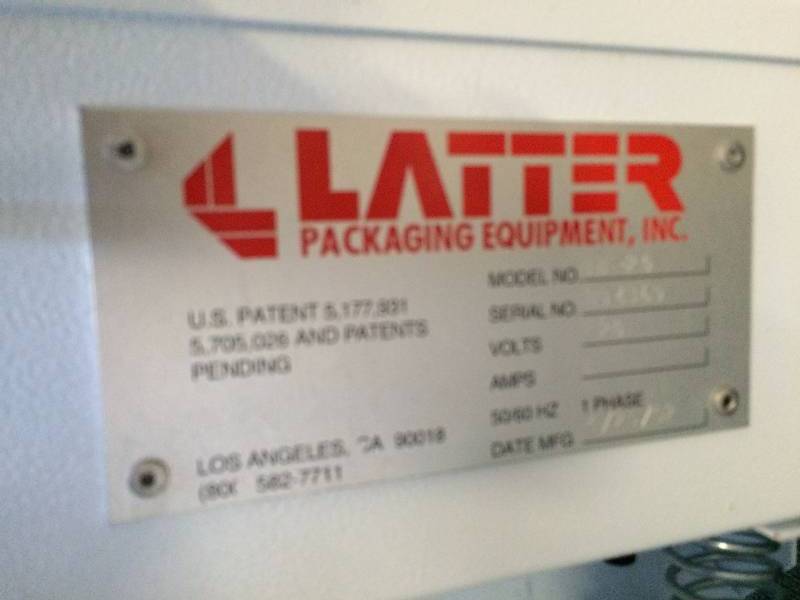 LATTER
PACKAGING EQUIPMENT, INC.
U.S. PATENT 5,177,931
5,705,026 AND PATENTS
PENDING
MODEL NO
SERIAL NO
VOLTS
AMPS
50/60 HZ 1 PHASE
DATE MFG
LOS ANGELES, CA 90018
(800 582-7711